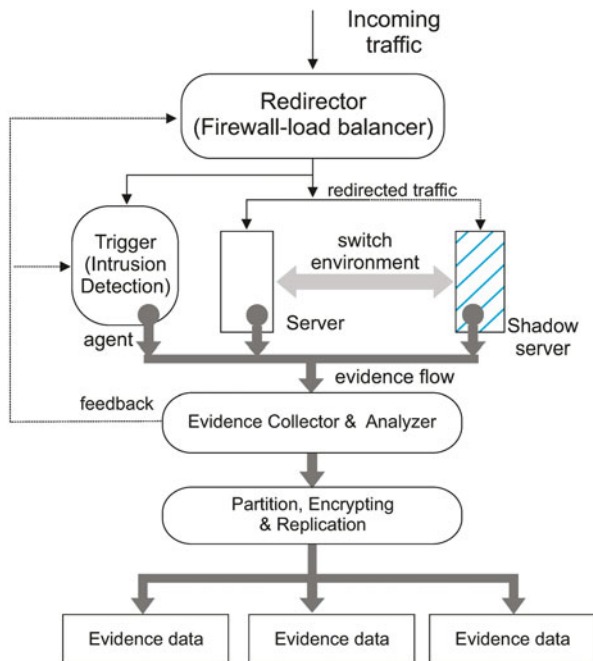 Incoming
traffic
Redirector
(Firewall-load balancer)
redirected traffic
Trigger
(Intrusion
Detection)
switch
environment
agent
Server
Shadow
server
evidence flow
feedback
Evidence Collector & Analyzer
Partition, Encrypting
& Replication
Evidence data
Evidence data
Evidence data